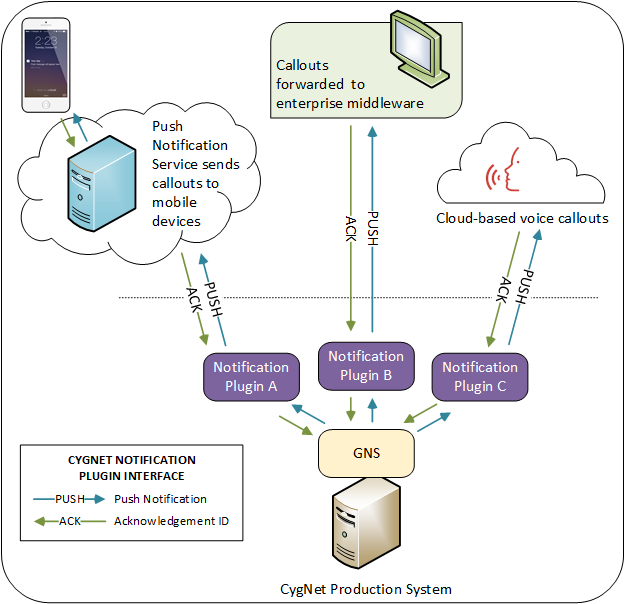 2:23
Callouts
forwarded to
enterprise middleware
Push
Notification
Service sends
callouts to
mobile
devices
Cloud-based voice callouts
ACK
PUSH
ACK
PUSH
ACK
PUSH
Notification
Plugin A
Notification
Plugin B
Notification
Plugin C
GNS
CYGNET NOTIFICATION
PLUGIN INTERFACE
PUSH Push Notification
ACK Acknowledgement ID
CygNet Production System